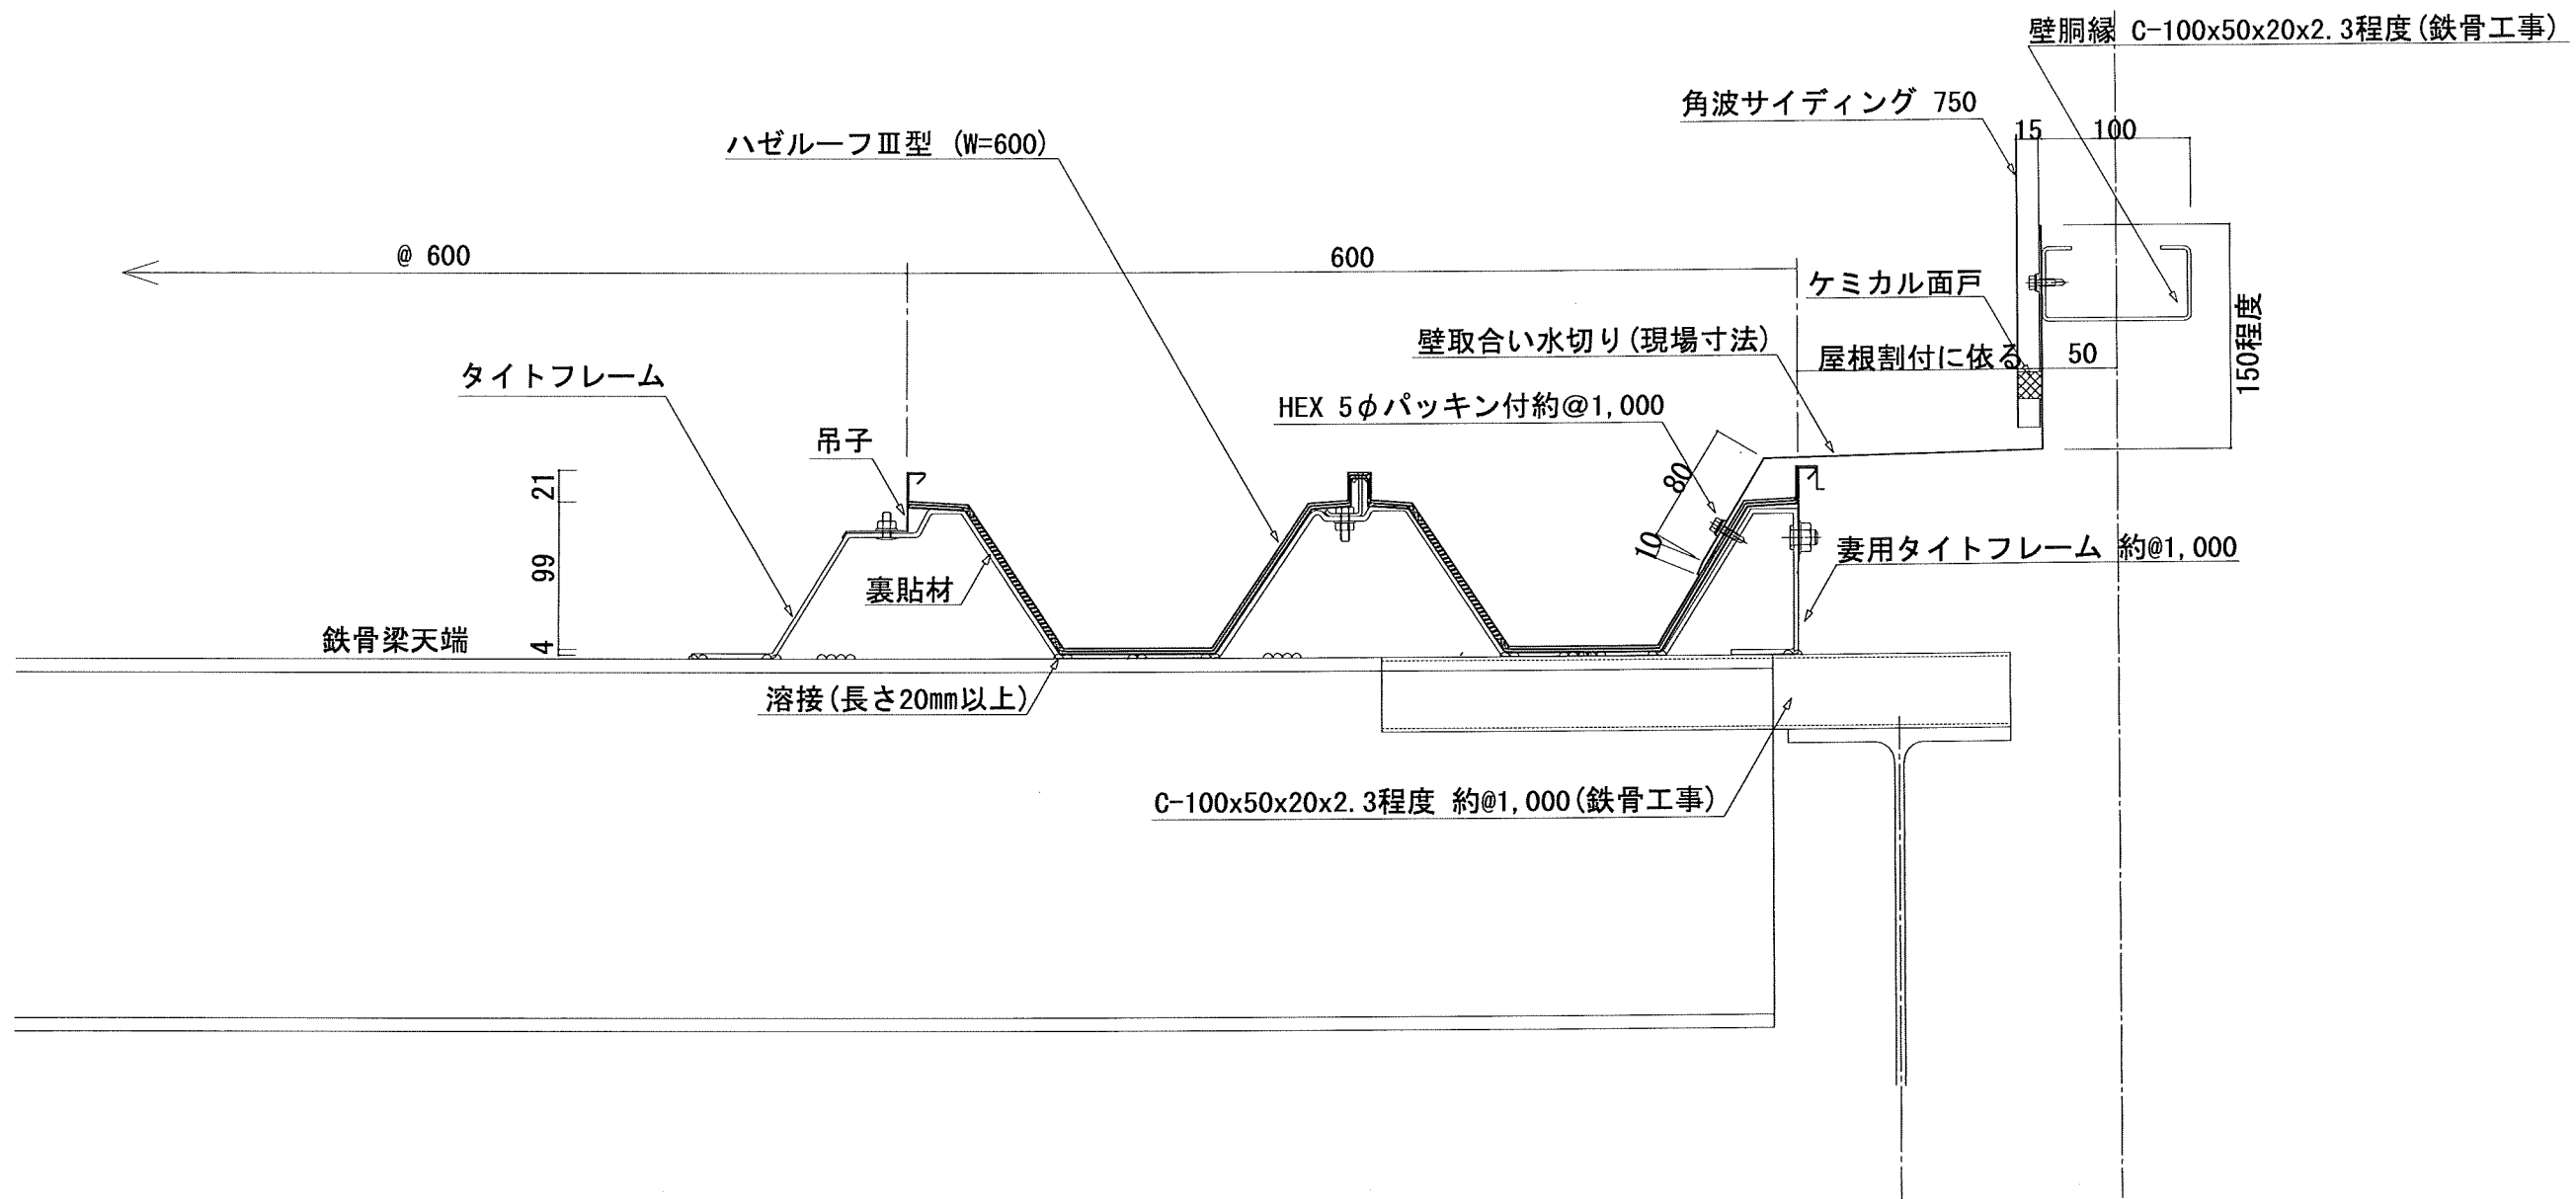 壁胴縁 C-100x50x20x2.3程度(鉄骨工事)
角波サイディング 750
15
100
ハゼルーフⅢ型 (W=600)
@ 600
600
ケミカル面戸
150程度
壁取合い水切り(現場寸法)
屋根割付に依る
50
タイトフレーム
HEX 5φパッキン付約@1,000
吊子
80
21
10
妻用タイトフレーム 約@1,000
99
裏貼材
鉄骨梁天端
4
溶接(長さ20mm以上)
C-100x50x20x2.3程度 約@1,000(鉄骨工事)